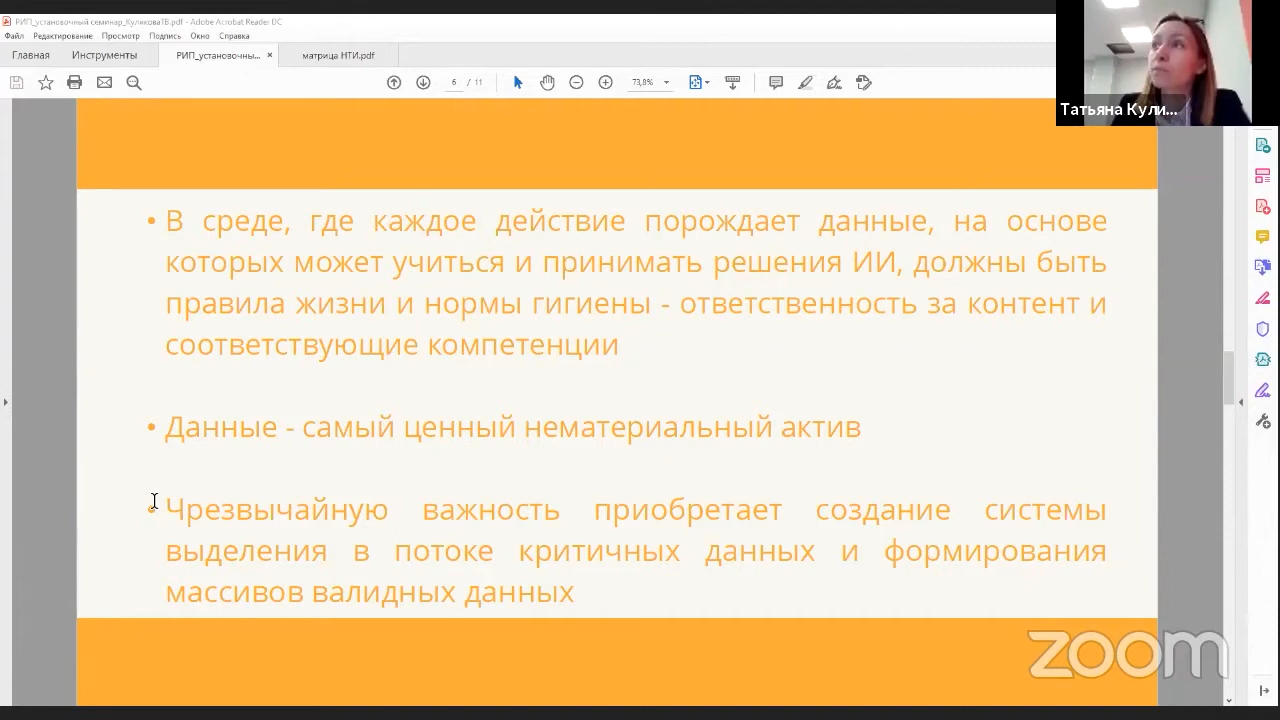 РИП_установочный семинар_КуликоваТВ.pdf - Adobe Acrobat Reader DC
Файл Редактирование Просмотр Подпись Окно Справка
Главная Инструменты РИП_установочны... × матрица НТИ.pdf
6 / 11 73,8%
Татьяна Кули...
• В среде, где каждое действие порождает данные, на основе
которых может учиться и принимать решения ИИ, должны быть
правила жизни и нормы гигиены - ответственность за контент и
соответствующие компетенции
• Данные - самый ценный нематериальный актив
• Чрезвычайную важность приобретает создание системы
выделения в потоке критичных данных и формирования
массивов валидных данных
zoom